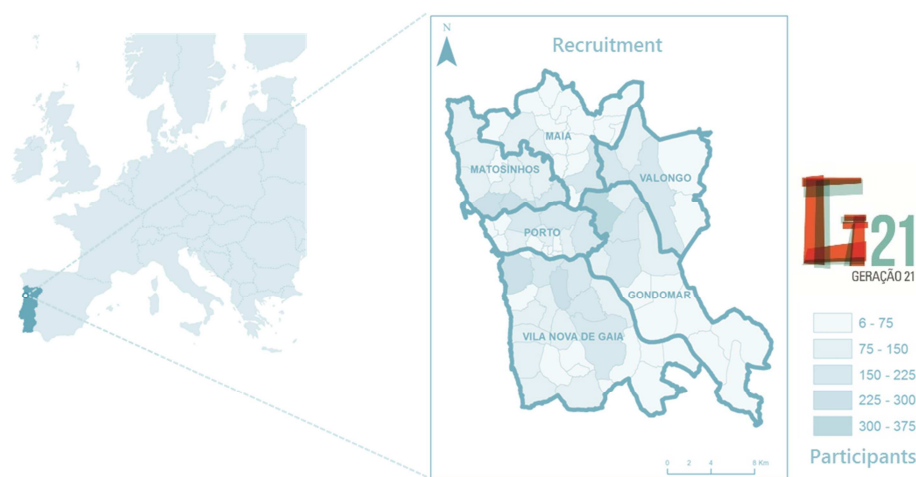 N
Recruitment
MAIA
MATOSINHOS
VALONGO
PORTO
GONDOMAR
VILA NOVA DE GAIA
0 2 4 8 Km
G21
GERAÇÃO 21
6 - 75
75 - 150
150 - 225
225 - 300
300 - 375
Participants